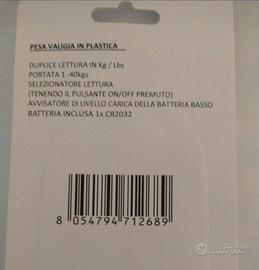 PESA VALIGIA IN PLASTICA
DUPLICE LETTURA IN Kg / Lbs
PORTATA 1 -40kgs
SELEZIONATORE LETTURA
(TENENDO IL PULSANTE ON/OFF PREMUTO)
AVVISATORE DI LIVELLO CARICA DELLA BATTERIA BASSO
BATTERIA INCLUSA 1x CR2032
8 054794 712689
subito